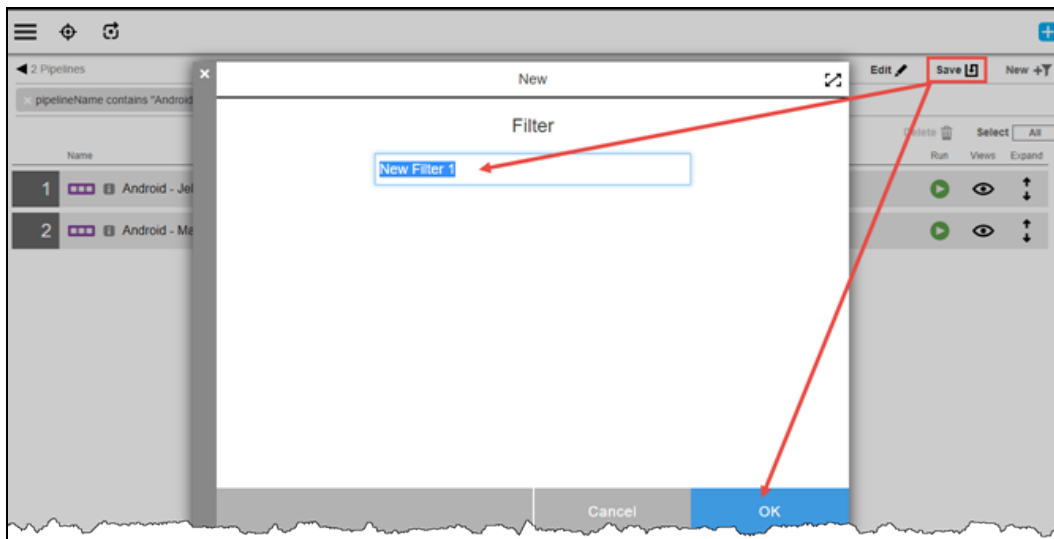 2 Pipelines
New
Edit
Save
New
pipelineName contains "Android
Filter
Delete
Select
All
Name
Run
Views
Expand
New Filter 1
1
Android - Jel
2
Android - Ma
Cancel
OK